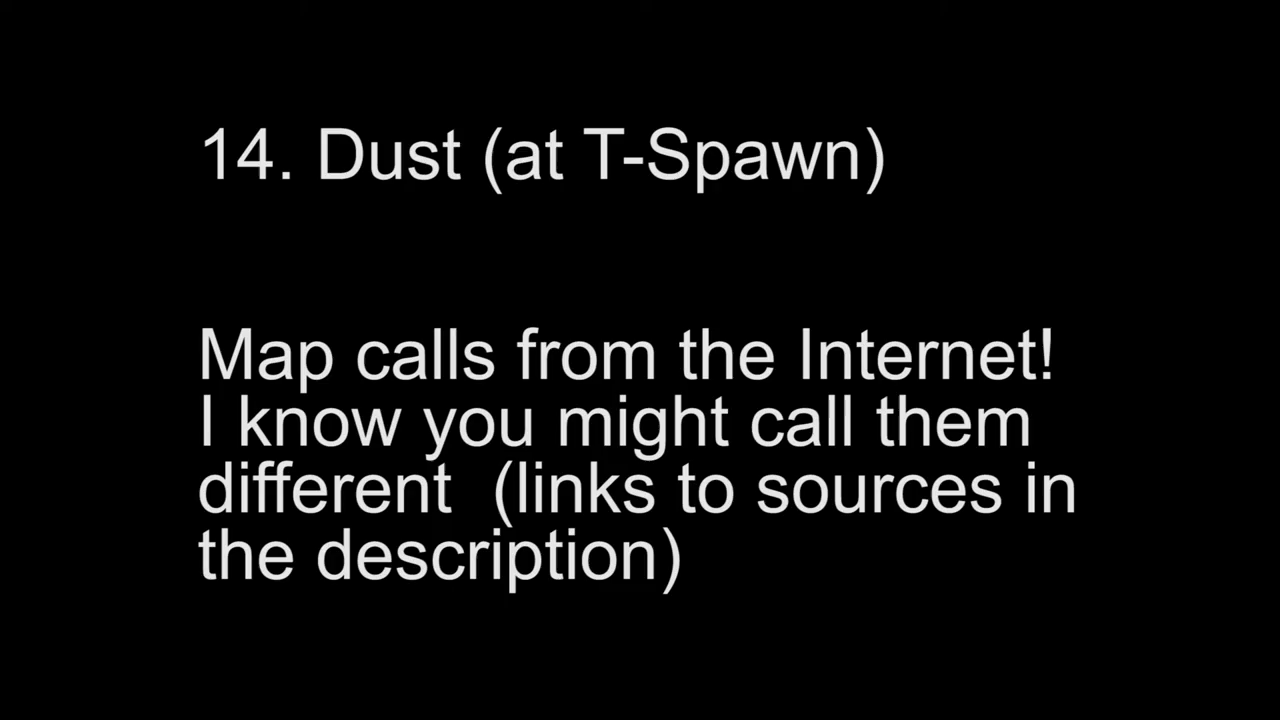 14. Dust (at T-Spawn)
Map calls from the Internet!
I know you might call them
different  (links to sources in
the description)